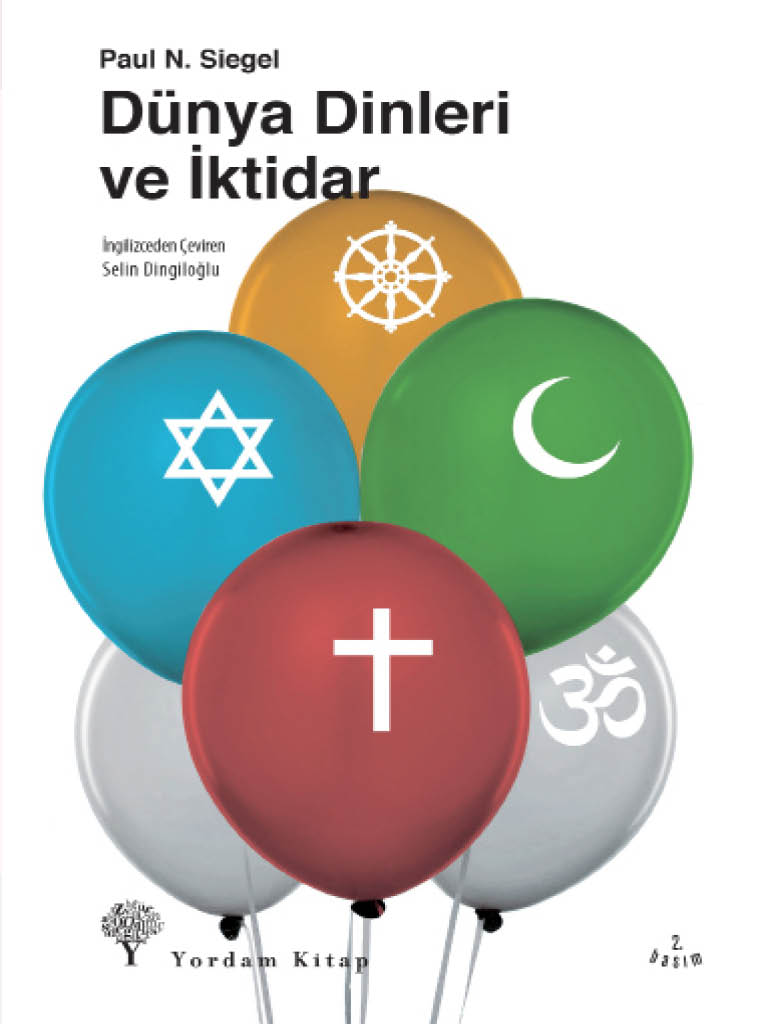 Paul N. Siegel
Dünya Dinleri
ve İktidar
İngilizceden Çeviren
Selin Dingiloğlu
Y
Yordam Kitap
2.
basım